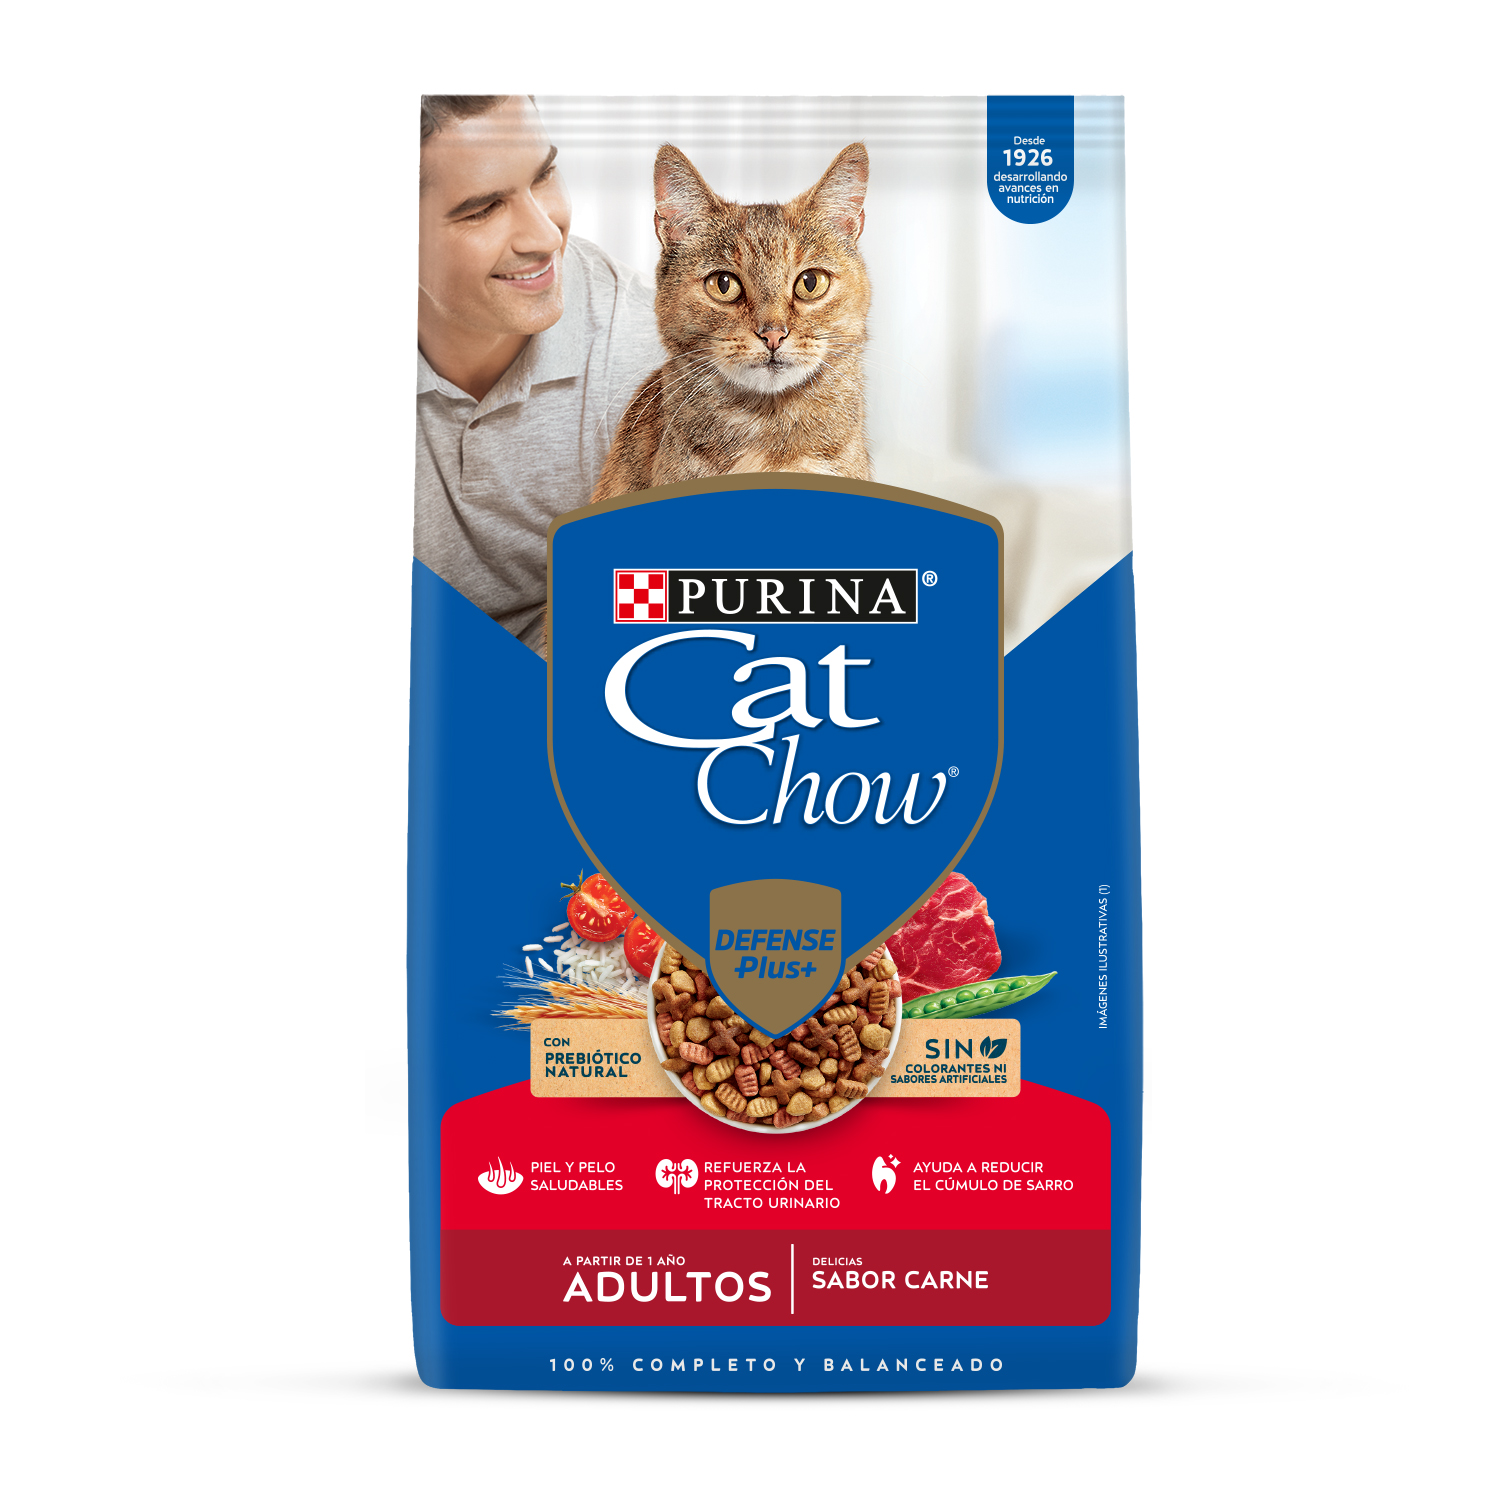 Desde
1926
desarrollando
avances en
nutrición
PURINA®
Cat
Chow®
DEFENSE
Plus+
IMÁGENES ILUSTRATIVAS (1)
CON
PREBIÓTICO
NATURAL
SIN
COLORANTES NI
SABORES ARTIFICIALES
PIEL Y PELO
SALUDABLES
REFUERZA LA
PROTECCIÓN DEL
TRACTO URINARIO
AYUDA A REDUCIR
EL CÚMULO DE SARRO
A PARTIR DE 1 AÑO
ADULTOS
DELICIAS
SABOR CARNE
100% COMPLETO Y BALANCEADO